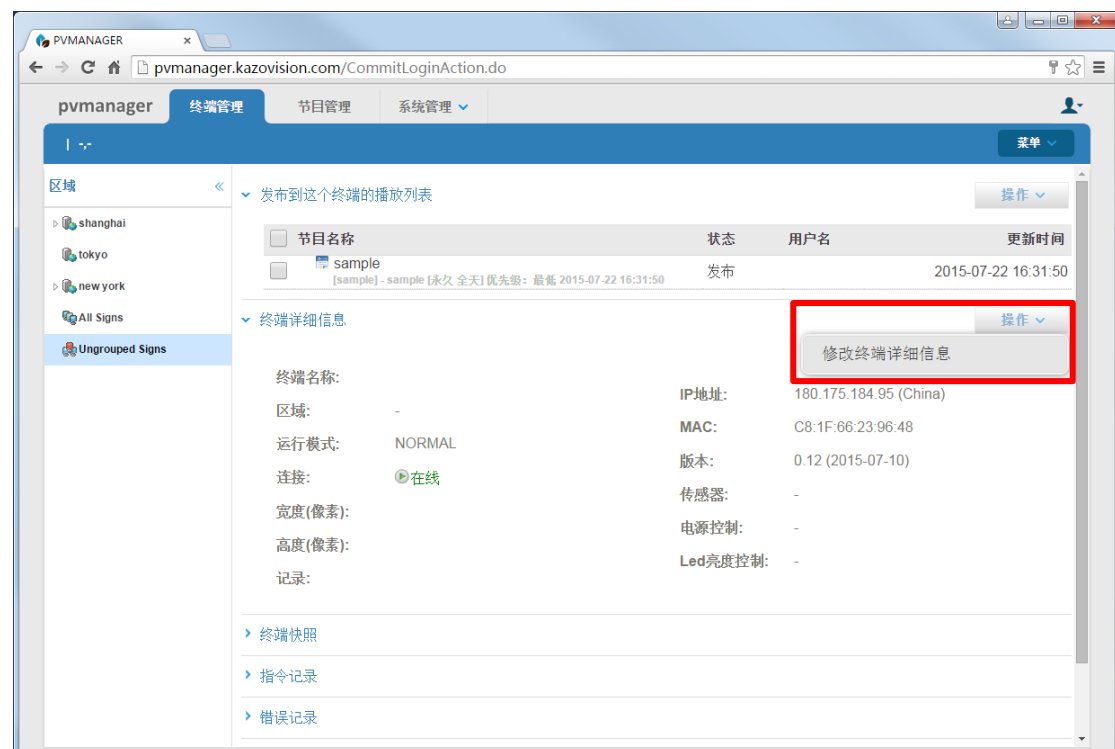 PVMANAGER
pvmanager.kazovision.com/CommitLoginAction.do
pvmanager 终端管理 节目管理 系统管理
| -,-
菜单
区域
shanghai
tokyo
new york
All Signs
Ungrouped Signs
发布到这个终端的播放列表 操作
节目名称 状态 用户名 更新时间
sample
[sample] - sample [永久 全天] 优先级：最低 2015-07-22 16:31:50 发布 2015-07-22 16:31:50
终端详细信息 操作
修改终端详细信息
终端名称:
区域: -
运行模式: NORMAL
连接: 在线
宽度(像素):
高度(像素):
记录:
IP地址: 180.175.184.95 (China)
MAC: C8:1F:66:23:96:48
版本: 0.12 (2015-07-10)
传感器: -
电源控制: -
Led亮度控制: -
终端快照
指令记录
错误记录